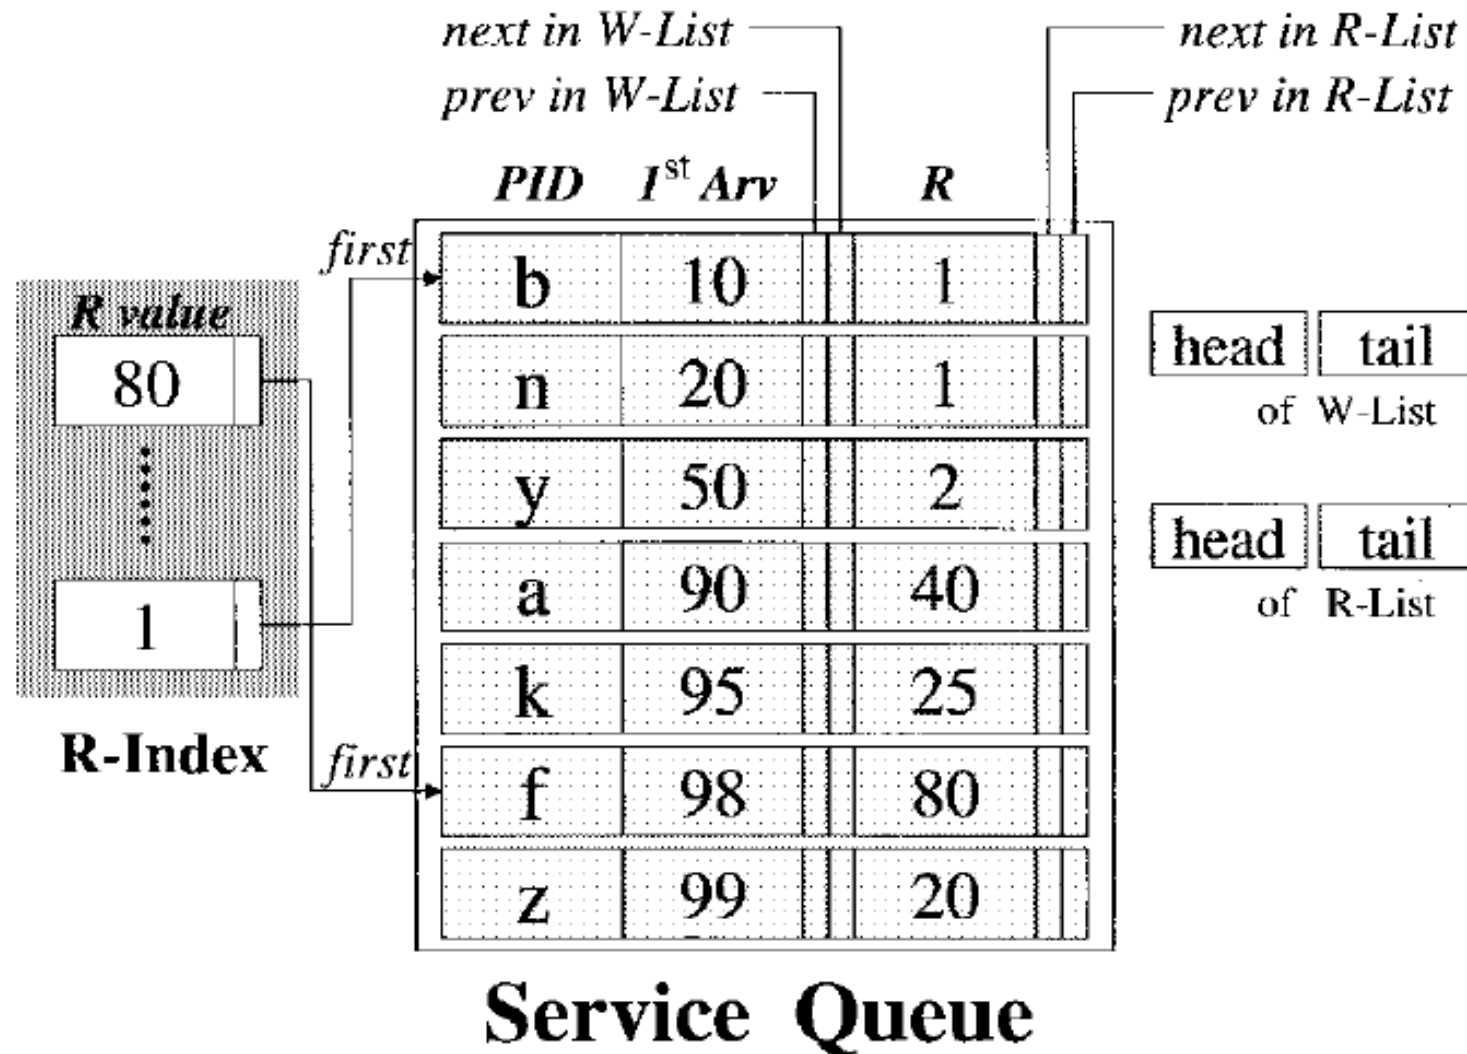 next in W-List
next in R-List
prev in W-List
prev in R-List
PID 1st Arv R
first
b 10 1
R value
80
n 20 1
head tail
of W-List
y 50 2
head tail
of R-List
a 90 40
1
k 95 25
R-Index
first
f 98 80
z 99 20
Service Queue